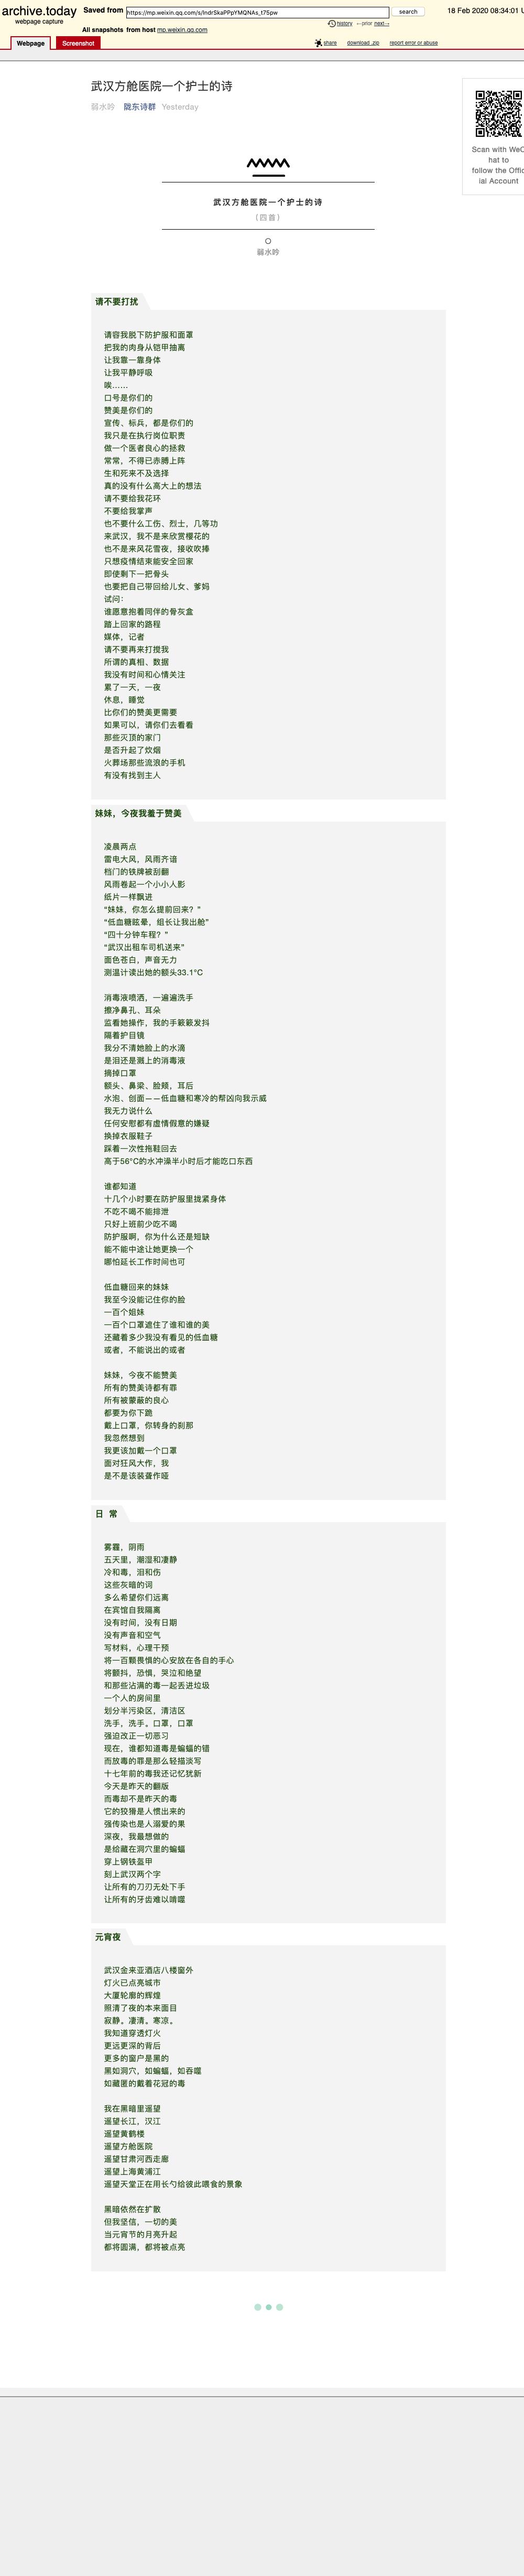 archive.today
webpage capture
Saved from
https://mp.weixin.qq.com/s/IndrSkaPPpYMQNAs_t75pw
search
18 Feb 2020 08:34:01 U
history
←prior
next→
All snapshots from host mp.weixin.qq.com
Webpage
Screenshot
share
download .zip
report error or abuse
武汉方舱医院一个护士的诗
弱水吟 陇东诗群 Yesterday
Scan with WeC
hat to
follow the Offic
ial Account
武汉方舱医院一个护士的诗
（四首）
弱水吟
请不要打扰
请容我脱下防护服和面罩
把我的肉身从铠甲抽离
让我靠一靠身体
让我平静呼吸
唉……
口号是你们的
赞美是你们的
宣传、标兵，都是你们的
我只是在执行岗位职责
做一个医者良心的拯救
常常，不得已赤膊上阵
生和死来不及选择
真的没有什么高大上的想法
请不要给我花环
不要给我掌声
也不要什么工伤、烈士，几等功
来武汉，我不是来欣赏樱花的
也不是来风花雪夜，接收吹捧
只想疫情结束能安全回家
即使剩下一把骨头
也要把自己带回给儿女、爹妈
试问：
谁愿意抱着同伴的骨灰盒
踏上回家的路程
媒体，记者
请不要再来打搅我
所谓的真相、数据
我没有时间和心情关注
累了一天，一夜
休息，睡觉
比你们的赞美更需要
如果可以，请你们去看看
那些灭顶的家门
是否升起了炊烟
火葬场那些流浪的手机
有没有找到主人
妹妹，今夜我羞于赞美
凌晨两点
雷电大风，风雨齐谙
档门的铁牌被刮翻
风雨卷起一个小小人影
纸片一样飘进
“妹妹，你怎么提前回来？”
“低血糖眩晕，组长让我出舱”
“四十分钟车程？”
“武汉出租车司机送来”
面色苍白，声音无力
测温计读出她的额头33.1°C
消毒液喷洒，一遍遍洗手
擦净鼻孔、耳朵
监看她操作，我的手簌簌发抖
隔着护目镜
我分不清她脸上的水滴
是泪还是溅上的消毒液
摘掉口罩
额头、鼻梁、脸颊，耳后
水泡、创面——低血糖和寒冷的帮凶向我示威
我无力说什么
任何安慰都有虚情假意的嫌疑
换掉衣服鞋子
踩着一次性拖鞋回去
高于56°C的水冲澡半小时后才能吃口东西
谁都知道
十几个小时要在防护服里拢紧身体
不吃不喝不能排泄
只好上班前少吃不喝
防护服啊，你为什么还是短缺
能不能中途让她更换一个
哪怕延长工作时间也可
低血糖回来的妹妹
我至今没能记住你的脸
一百个姐妹
一百个口罩遮住了谁和谁的美
还藏着多少我没有看见的低血糖
或者，不能说出的或者
妹妹，今夜不能赞美
所有的赞美诗都有罪
所有被蒙蔽的良心
都要为你下跪
戴上口罩，你转身的刹那
我忽然想到
我更该加戴一个口罩
面对狂风大作，我
是不是该装聋作哑
日 常
雾霾，阴雨
五天里，潮湿和凄静
冷和毒，泪和伤
这些灰暗的词
多么希望你们远离
在宾馆自我隔离
没有时间，没有日期
没有声音和空气
写材料，心理干预
将一百颗畏惧的心安放在各自的手心
将颤抖，恐惧，哭泣和绝望
和那些沾满的毒一起丢进垃圾
一个人的房间里
划分半污染区，清洁区
洗手，洗手。口罩，口罩
强迫改正一切恶习
现在，谁都知道毒是蝙蝠的错
而放毒的罪是那么轻描淡写
十七年前的毒我还记忆犹新
今天是昨天的翻版
而毒却不是昨天的毒
它的狡猾是人惯出来的
强传染也是人溺爱的果
深夜，我最想做的
是给藏在洞穴里的蝙蝠
穿上钢铁盔甲
刻上武汉两个字
让所有的刀刃无处下手
让所有的牙齿难以啃噬
元宵夜
武汉金来亚酒店八楼窗外
灯火已点亮城市
大厦轮廓的辉煌
照清了夜的本来面目
寂静。凄清。寒凉。
我知道穿透灯火
更远更深的背后
更多的窗户是黑的
黑如洞穴，如蝙蝠，如吞噬
如藏匿的戴着花冠的毒
我在黑暗里遥望
遥望长江，汉江
遥望黄鹤楼
遥望方舱医院
遥望甘肃河西走廊
遥望上海黄浦江
遥望天堂正在用长勺给彼此喂食的景象
黑暗依然在扩散
但我坚信，一切的美
当元宵节的月亮升起
都将圆满，都将被点亮